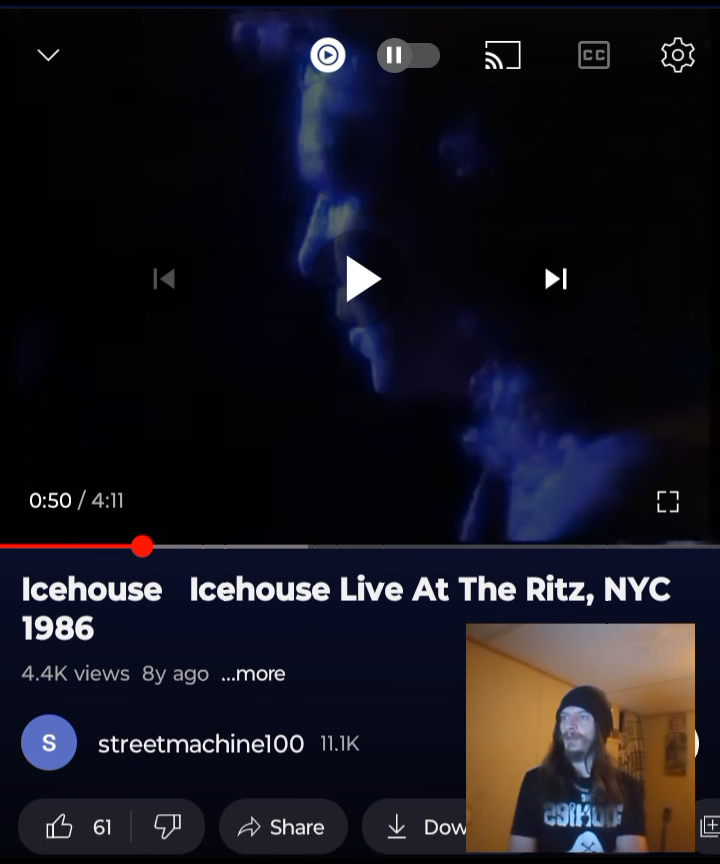 CC
0:50 / 4:11
Icehouse Icehouse Live At The Ritz, NYC
1986
4.4K views 8y ago ...more
S streetmachine100 11.1K
61 Share Dow